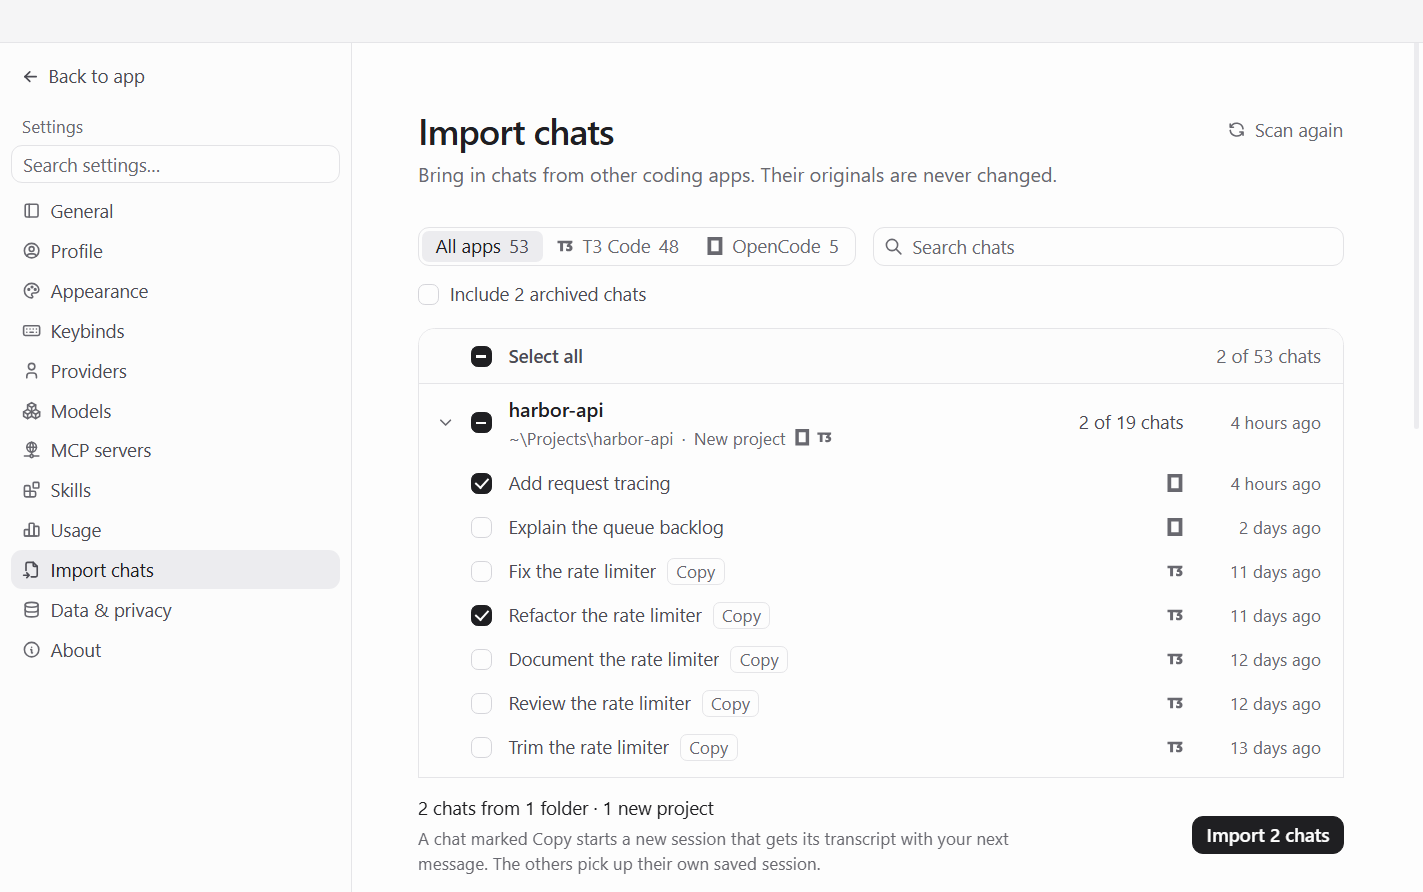 Back to app
Settings
Search settings...
General
Profile
Appearance
Keybinds
Providers
Models
MCP servers
Skills
Usage
Import chats
Data & privacy
About
Import chats
Scan again
Bring in chats from other coding apps. Their originals are never changed.
All apps 53 T3 T3 Code 48 OpenCode 5
Search chats
Include 2 archived chats
Select all 2 of 53 chats
harbor-api
~\Projects\harbor-api · New project T3
2 of 19 chats 4 hours ago
Add request tracing 4 hours ago
Explain the queue backlog 2 days ago
Fix the rate limiter Copy T3 11 days ago
Refactor the rate limiter Copy T3 11 days ago
Document the rate limiter Copy T3 12 days ago
Review the rate limiter Copy T3 12 days ago
Trim the rate limiter Copy T3 13 days ago
2 chats from 1 folder · 1 new project
A chat marked Copy starts a new session that gets its transcript with your next
message. The others pick up their own saved session.
Import 2 chats